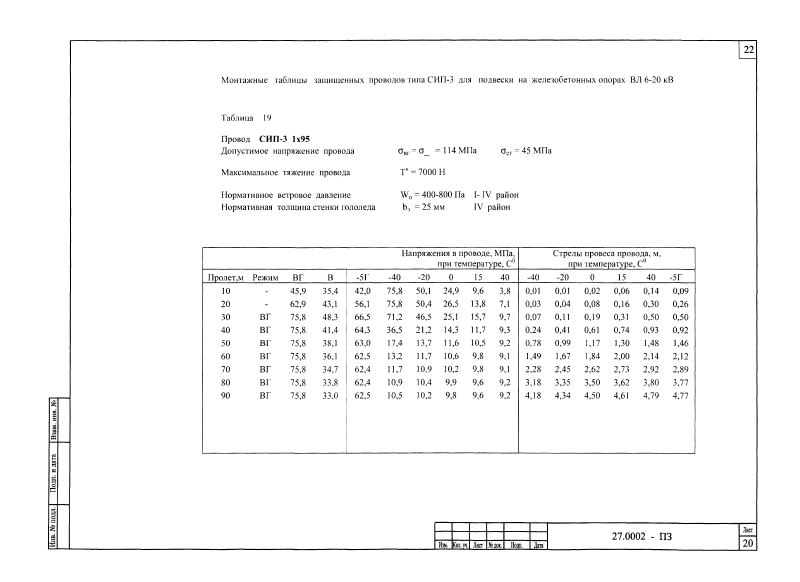 22
Монтажные таблицы защищенных проводов типа СИП-3 для подвески на железобетонных опорах ВЛ 6-20 кВ
Таблица 19
Провод СИП-3 1х95
Допустимое напряжение провода σвг = σ_ = 114 МПа σсг = 45 МПа
Максимальное тяжение провода Tн = 7000 Н
Нормативное ветровое давление Wo = 400-800 Па I- IV район
Нормативная толщина стенки гололеда bэ = 25 мм IV район
Напряжения в проводе, МПа, при температуре, С0 Стрелы провеса провода, м, при температуре, С0
Пролет,м Режим ВГ В -5Г -40 -20 0 15 40 -40 -20 0 15 40 -5Г
10 - 45,9 35,4 42,0 75,8 50,1 24,9 9,6 3,8 0,01 0,01 0,02 0,06 0,14 0,09
20 - 62,9 43,1 56,1 75,8 50,4 26,5 13,8 7,1 0,03 0,04 0,08 0,16 0,30 0,26
30 ВГ 75,8 48,3 66,5 71,2 46,5 25,1 15,7 9,7 0,07 0,11 0,19 0,31 0,50 0,50
40 ВГ 75,8 41,4 64,3 36,5 21,2 14,3 11,7 9,3 0,24 0,41 0,61 0,74 0,93 0,92
50 ВГ 75,8 38,1 63,0 17,4 13,7 11,6 10,5 9,2 0,78 0,99 1,17 1,30 1,48 1,46
60 ВГ 75,8 36,1 62,5 13,2 11,7 10,6 9,8 9,1 1,49 1,67 1,84 2,00 2,14 2,12
70 ВГ 75,8 34,7 62,4 11,7 10,9 10,2 9,8 9,1 2,28 2,45 2,62 2,73 2,92 2,89
80 ВГ 75,8 33,8 62,4 10,9 10,4 9,9 9,6 9,2 3,18 3,35 3,50 3,62 3,80 3,77
90 ВГ 75,8 33,0 62,5 10,5 10,2 9,8 9,6 9,2 4,18 4,34 4,50 4,61 4,79 4,77
Взам. инв. №
Подп. и дата
Инв. № подл.
Изм. Кол. уч. Лист № док. Подп. Дата
27.0002 - ПЗ
Лист
20